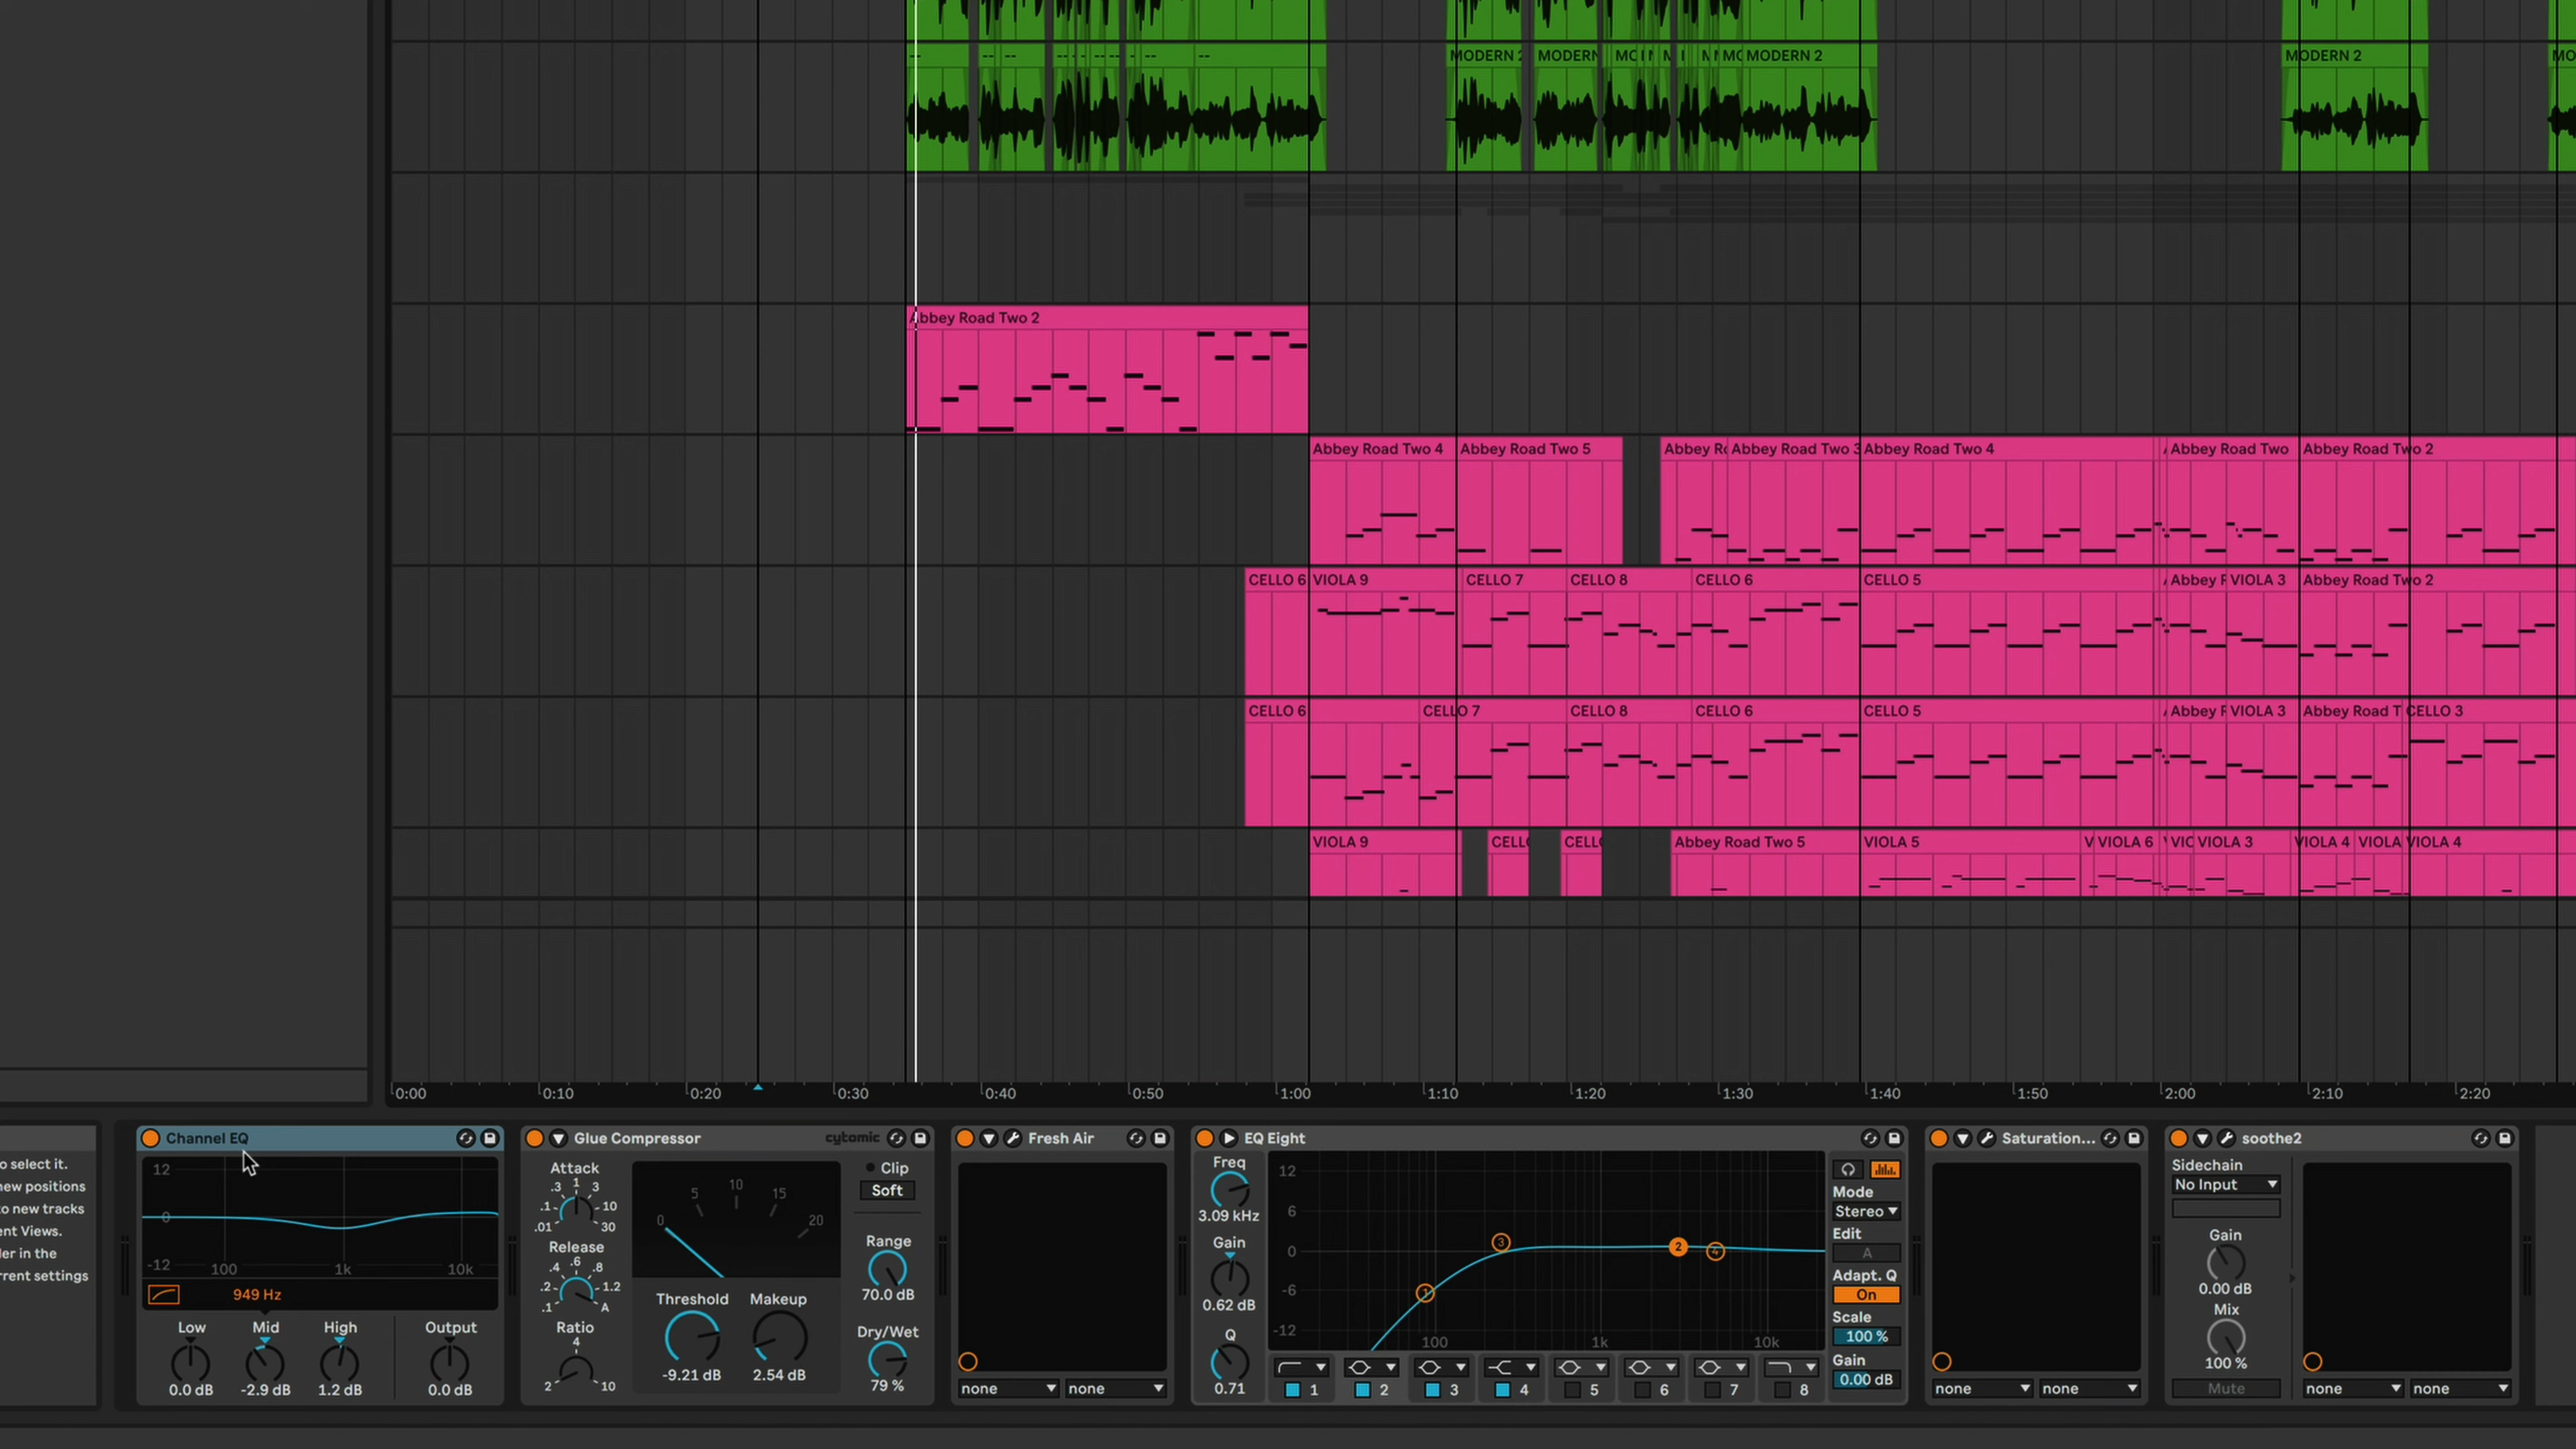 MODERN 2 MODERN MODERN 2 MODERN 2
Abbey Road Two 2
Abbey Road Two 4 Abbey Road Two 5 Abbey Ro Abbey Road Two 3 Abbey Road Two 4 Abbey Road Two Abbey Road Two 2
CELLO 6 VIOLA 9 CELLO 7 CELLO 8 CELLO 6 CELLO 5 Abbey VIOLA 3 Abbey Road Two 2
CELLO 6 CELLO 7 CELLO 8 CELLO 6 CELLO 5 Abbey VIOLA 3 Abbey Road T CELLO 3
VIOLA 9 CELL CELL Abbey Road Two 5 VIOLA 5 V VIOLA 6 VIC VIOLA 3 VIOLA 4 VIOLA VIOLA 4
0:00 0:10 0:20 0:30 0:40 0:50 1:00 1:10 1:20 1:30 1:40 1:50 2:00 2:10 2:20
o select it.
new positions
to new tracks
ent Views.
der in the
rrent settings
Channel EQ
12
0
-12 100 1k 10k
949 Hz
Low Mid High Output
0.0 dB -2.9 dB 1.2 dB 0.0 dB
Glue Compressor cytomic
Attack
.01 .1 .3 1 3 10 30
Release
.1 .2 .4 .6 .8 1.2 A
Ratio
2 4 10
0 5 10 15 20
Threshold Makeup
-9.21 dB 2.54 dB
Clip
Soft
Range
70.0 dB
Dry/Wet
79 %
Fresh Air
none none
EQ Eight
Freq
3.09 kHz
Gain
0.62 dB
Q
0.71
12
6
0
-6
-12 100 1k 10k
1 3 2 4
1 2 3 4 5 6 7 8
Mode
Stereo
Edit
A
Adapt. Q
On
Scale
100 %
Gain
0.00 dB
Saturation...
none none
soothe2
Sidechain
No Input
Gain
0.00 dB
Mix
100 %
Mute
none none